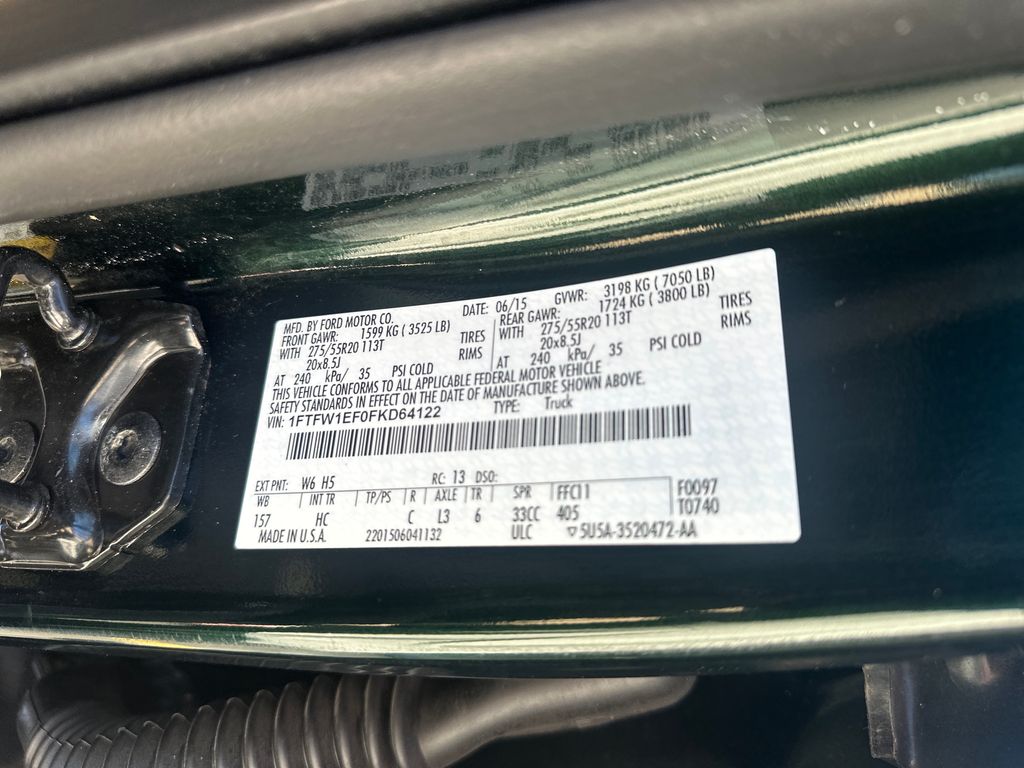 MFD. BY FORD MOTOR CO. DATE: 06/15 GVWR: 3198 KG ( 7050 LB)
FRONT GAWR: 1599 KG ( 3525 LB) REAR GAWR: 1724 KG ( 3800 LB)
WITH 275/55R20 113T TIRES WITH 275/55R20 113T TIRES
20x8.5J RIMS 20x8.5J RIMS
AT 240 kPa/ 35 PSI COLD AT 240 kPa/ 35 PSI COLD
THIS VEHICLE CONFORMS TO ALL APPLICABLE FEDERAL MOTOR VEHICLE
SAFETY STANDARDS IN EFFECT ON THE DATE OF MANUFACTURE SHOWN ABOVE.
VIN: 1FTFW1EF0FKD64122 TYPE: Truck
EXT PNT: W6 H5 RC: 13 DSO:
WB INT TR TP/PS R AXLE TR SPR FFC11 F0097
157 HC C L3 6 33CC 405 T0740
MADE IN U.S.A. 2201506041132 ULC ▽5U5A-3520472-AA